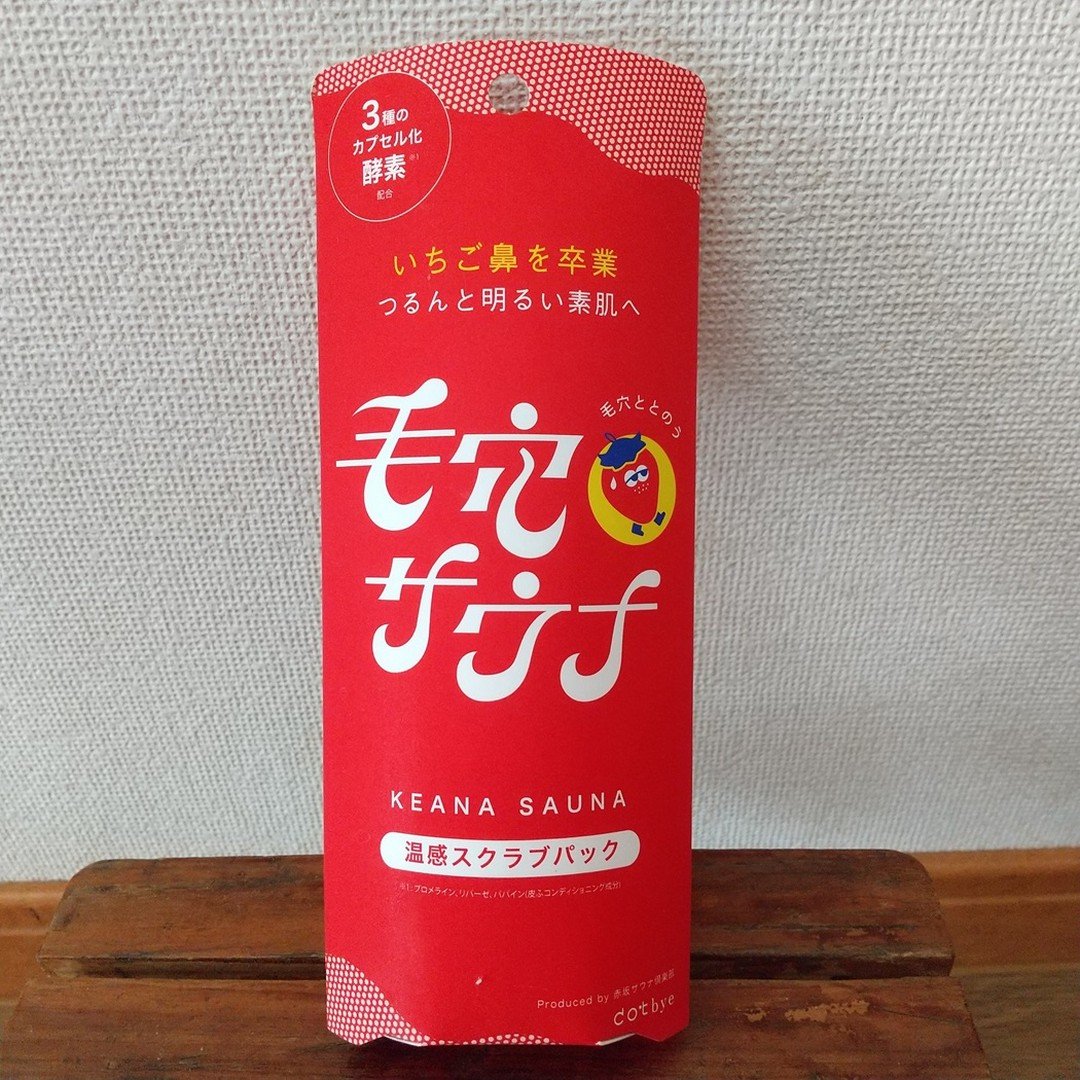 3種の
カプセル化
酵素※1
配合
いちご鼻を卒業
つるんと明るい素肌へ
毛穴
毛穴ととのう
サウナ
KEANA SAUNA
温感スクラブパック
※1:ブロメライン、リパーゼ、パパイン(皮ふコンディショニング成分)
Produced by 赤坂サウナ倶楽部
dotbye